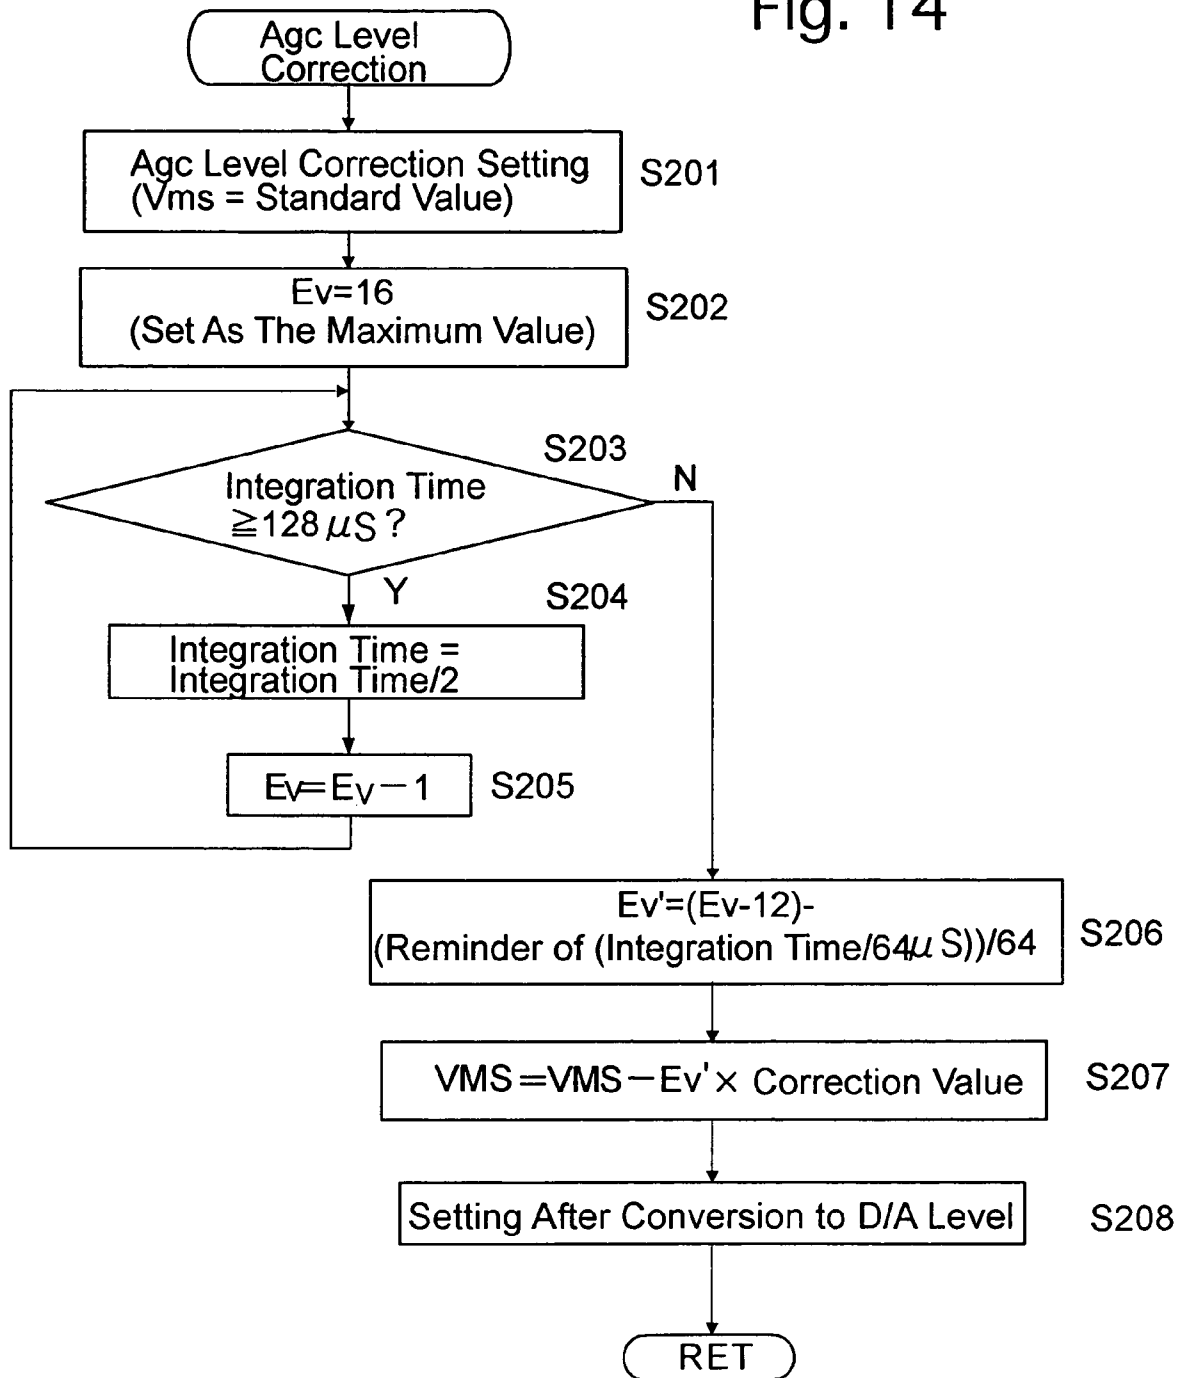 Fig. 14
Agc Level
Correction
Agc Level Correction Setting
(Vms = Standard Value)
S201
Ev=16
(Set As The Maximum Value)
S202
S203
Integration Time
≧128μS?
N
Y
S204
Integration Time =
Integration Time/2
Ev=Ev-1
S205
Ev'=(Ev-12)-
(Reminder of (Integration Time/64μS))/64
S206
VMS=VMS-Ev'× Correction Value
S207
Setting After Conversion to D/A Level
S208
RET